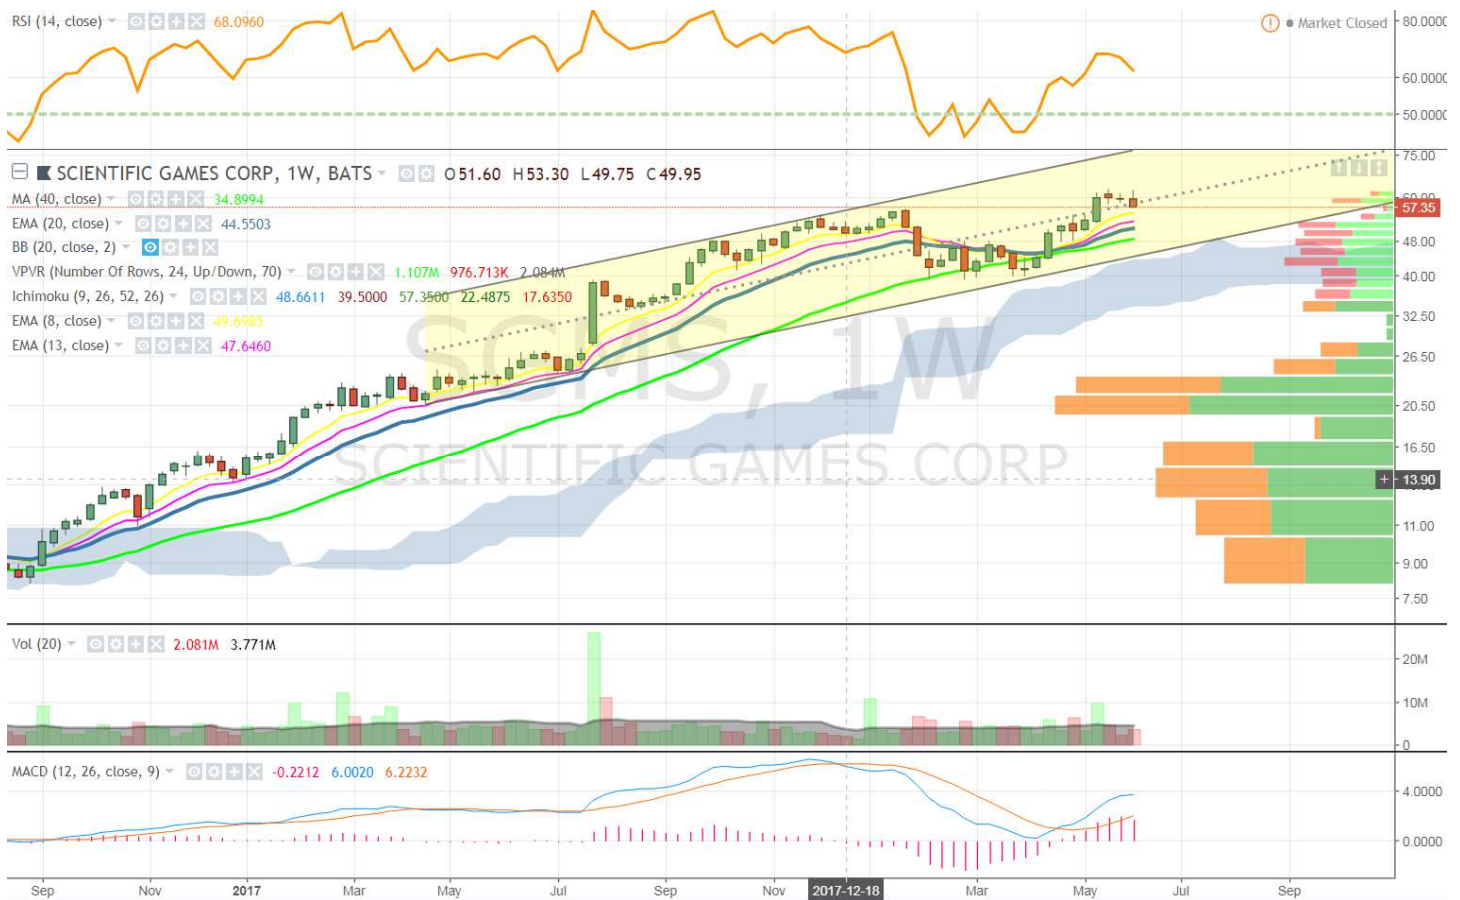 RSI (14, close) 68.0960
! Market Closed
80.0000
60.0000
50.0000
SCIENTIFIC GAMES CORP, 1W, BATS O51.60 H53.30 L49.75 C49.95
MA (40, close) 34.8994
EMA (20, close) 44.5503
BB (20, close, 2)
VPVR (Number Of Rows, 24, Up/Down, 70) 1.107M 976.713K 2.084M
Ichimoku (9, 26, 52, 26) 48.6611 39.5000 57.3500 22.4875 17.6350
EMA (8, close) 49.6985
EMA (13, close) 47.6460
SGMS, 1W
SCIENTIFIC GAMES CORP
75.00
60.00
57.35
48.00
40.00
32.50
26.50
20.50
16.50
+ 13.90
11.00
9.00
7.50
Vol (20) 2.081M 3.771M
20M
10M
0
MACD (12, 26, close, 9) -0.2212 6.0020 6.2232
4.0000
0.0000
Sep Nov 2017 Mar May Jul Sep Nov 2017-12-18 Mar May Jul Sep